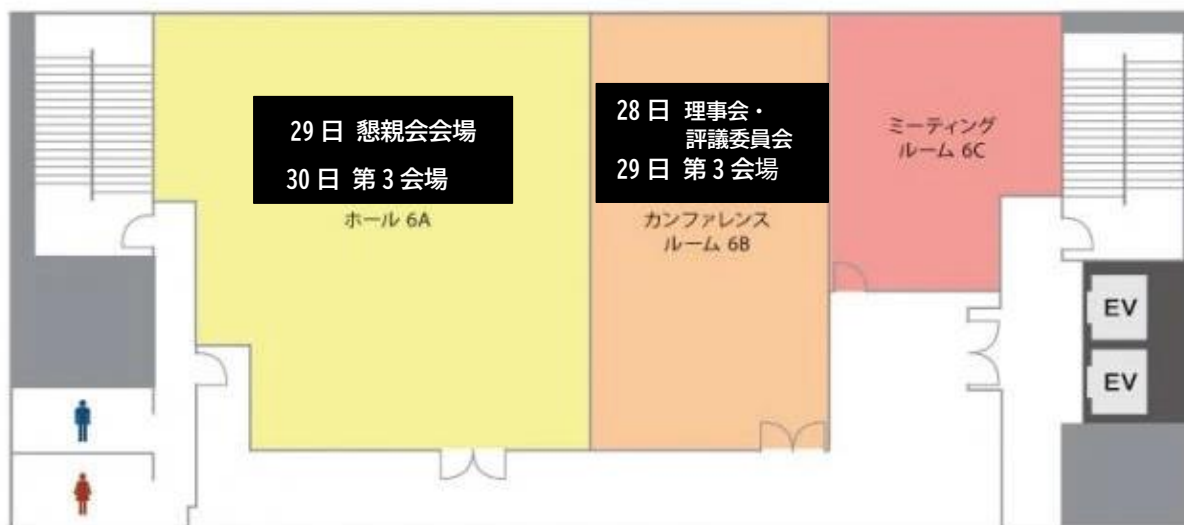 29日 懇親会会場
30日 第3会場
ホール 6A
28日 理事会・
評議委員会
29日 第3会場
カンファレンス
ルーム 6B
ミーティング
ルーム 6C
EV
EV